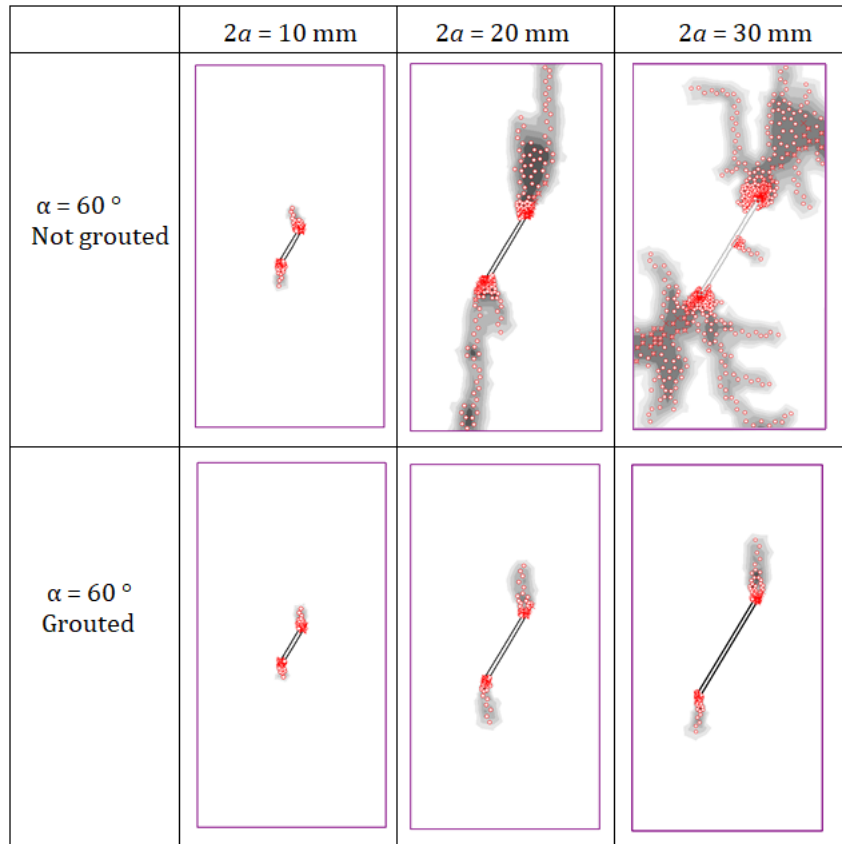 2a = 10 mm
2a = 20 mm
2a = 30 mm
α = 60 °
Not grouted
α = 60 °
Grouted